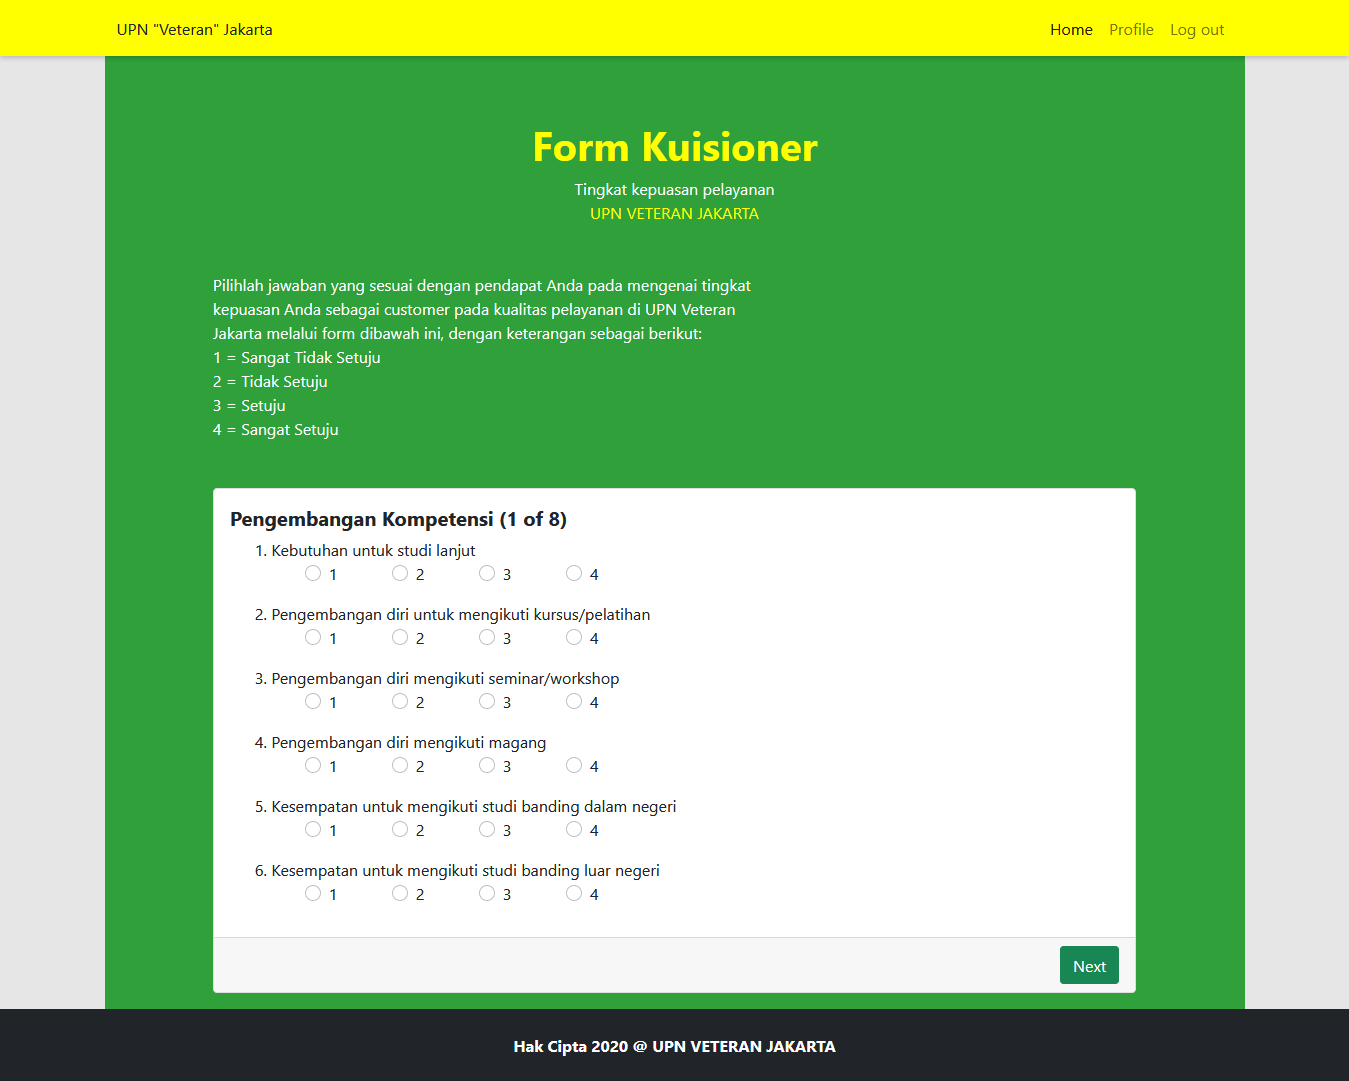 UPN "Veteran" Jakarta
Home Profile Log out
Form Kuisioner
Tingkat kepuasan pelayanan
UPN VETERAN JAKARTA
Pilihlah jawaban yang sesuai dengan pendapat Anda pada mengenai tingkat
kepuasan Anda sebagai customer pada kualitas pelayanan di UPN Veteran
Jakarta melalui form dibawah ini, dengan keterangan sebagai berikut:
1 = Sangat Tidak Setuju
2 = Tidak Setuju
3 = Setuju
4 = Sangat Setuju
Pengembangan Kompetensi (1 of 8)
1. Kebutuhan untuk studi lanjut
1 2 3 4
2. Pengembangan diri untuk mengikuti kursus/pelatihan
1 2 3 4
3. Pengembangan diri mengikuti seminar/workshop
1 2 3 4
4. Pengembangan diri mengikuti magang
1 2 3 4
5. Kesempatan untuk mengikuti studi banding dalam negeri
1 2 3 4
6. Kesempatan untuk mengikuti studi banding luar negeri
1 2 3 4
Next
Hak Cipta 2020 @ UPN VETERAN JAKARTA